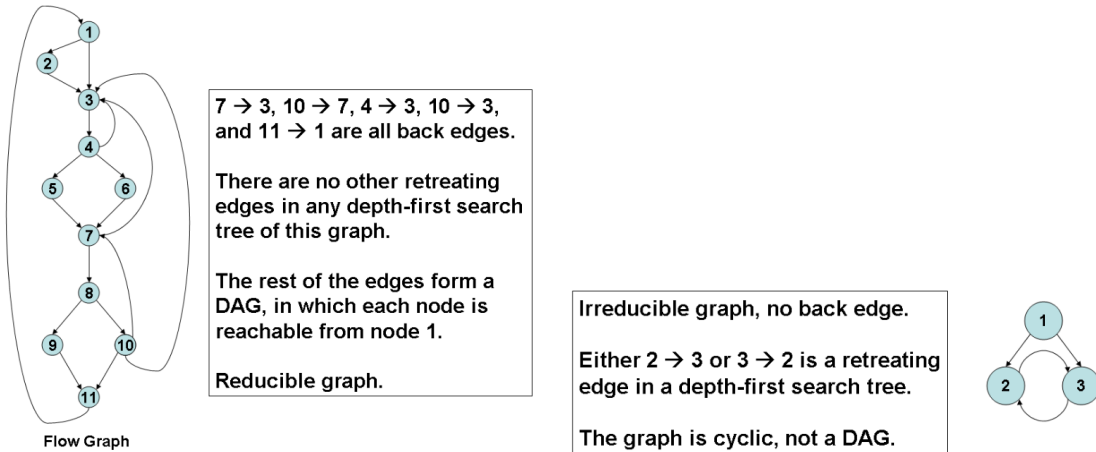 1
2
3
4
5 6
7
8
9 10
11
Flow Graph
7 → 3, 10 → 7, 4 → 3, 10 → 3,
and 11 → 1 are all back edges.
There are no other retreating
edges in any depth-first search
tree of this graph.
The rest of the edges form a
DAG, in which each node is
reachable from node 1.
Reducible graph.
Irreducible graph, no back edge.
Either 2 → 3 or 3 → 2 is a retreating
edge in a depth-first search tree.
The graph is cyclic, not a DAG.
1
2 3